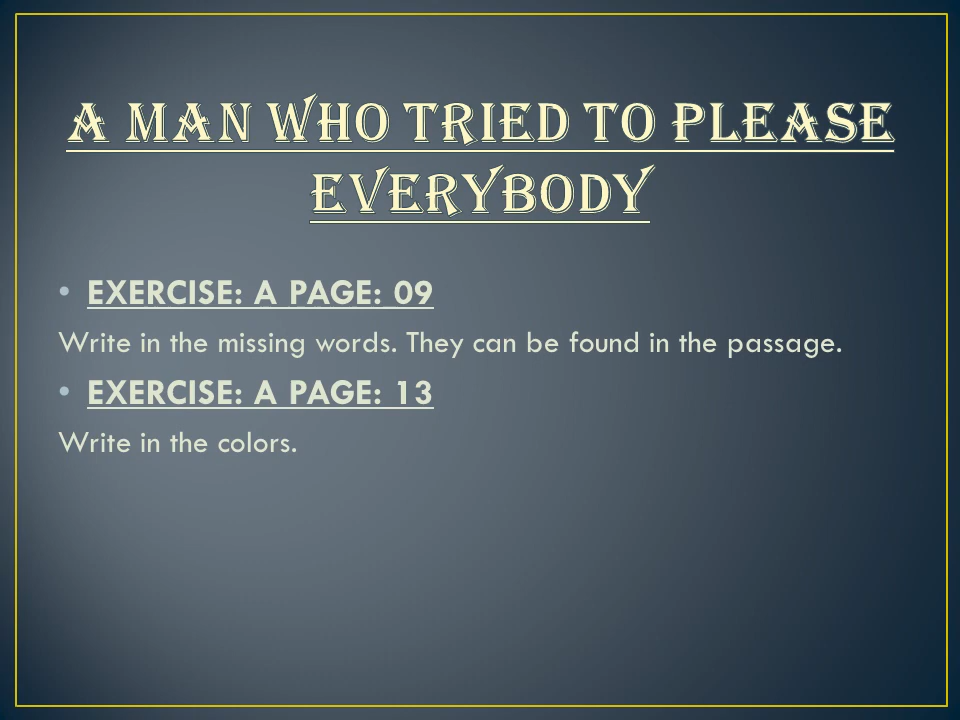 A MAN WHO TRIED TO PLEASE
EVERYBODY
• EXERCISE: A PAGE: 09
Write in the missing words. They can be found in the passage.
• EXERCISE: A PAGE: 13
Write in the colors.